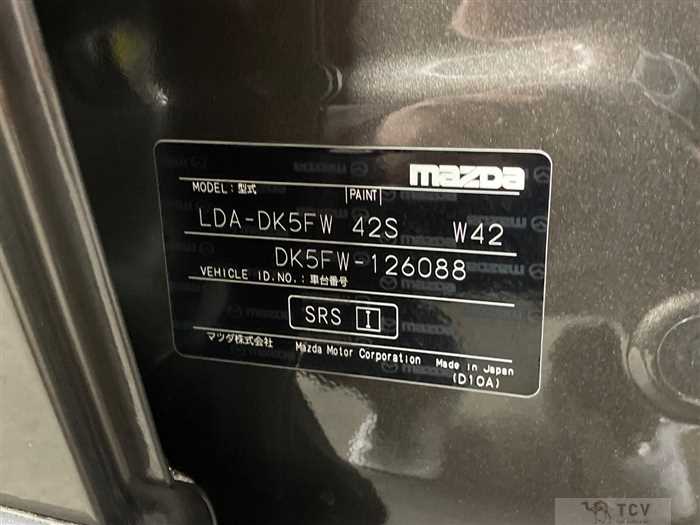 mazda
MODEL:型式 PAINT
LDA-DK5FW 42S W42
DK5FW-126088
VEHICLE ID.NO.:車台番号
SRS I
マツダ株式会社 Mazda Motor Corporation Made in Japan
(D10A)
TCV